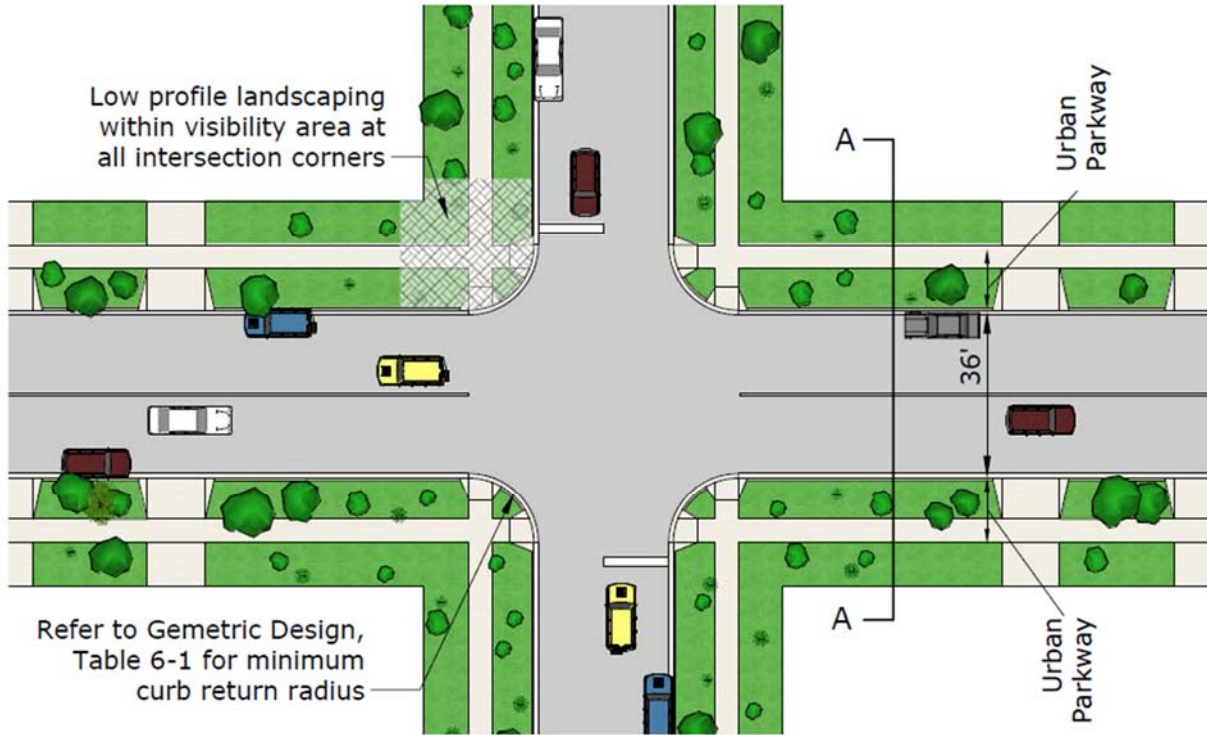 Low profile landscaping
within visibility area at
all intersection corners
A
Urban
Parkway
36'
A
Urban
Parkway
Refer to Gemetric Design,
Table 6-1 for minimum
curb return radius